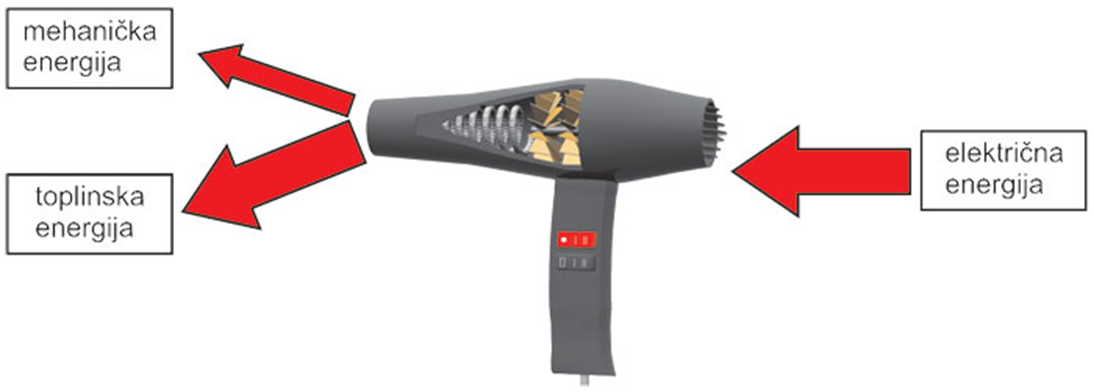 mehanička
energija
toplinska
energija
električna
energija